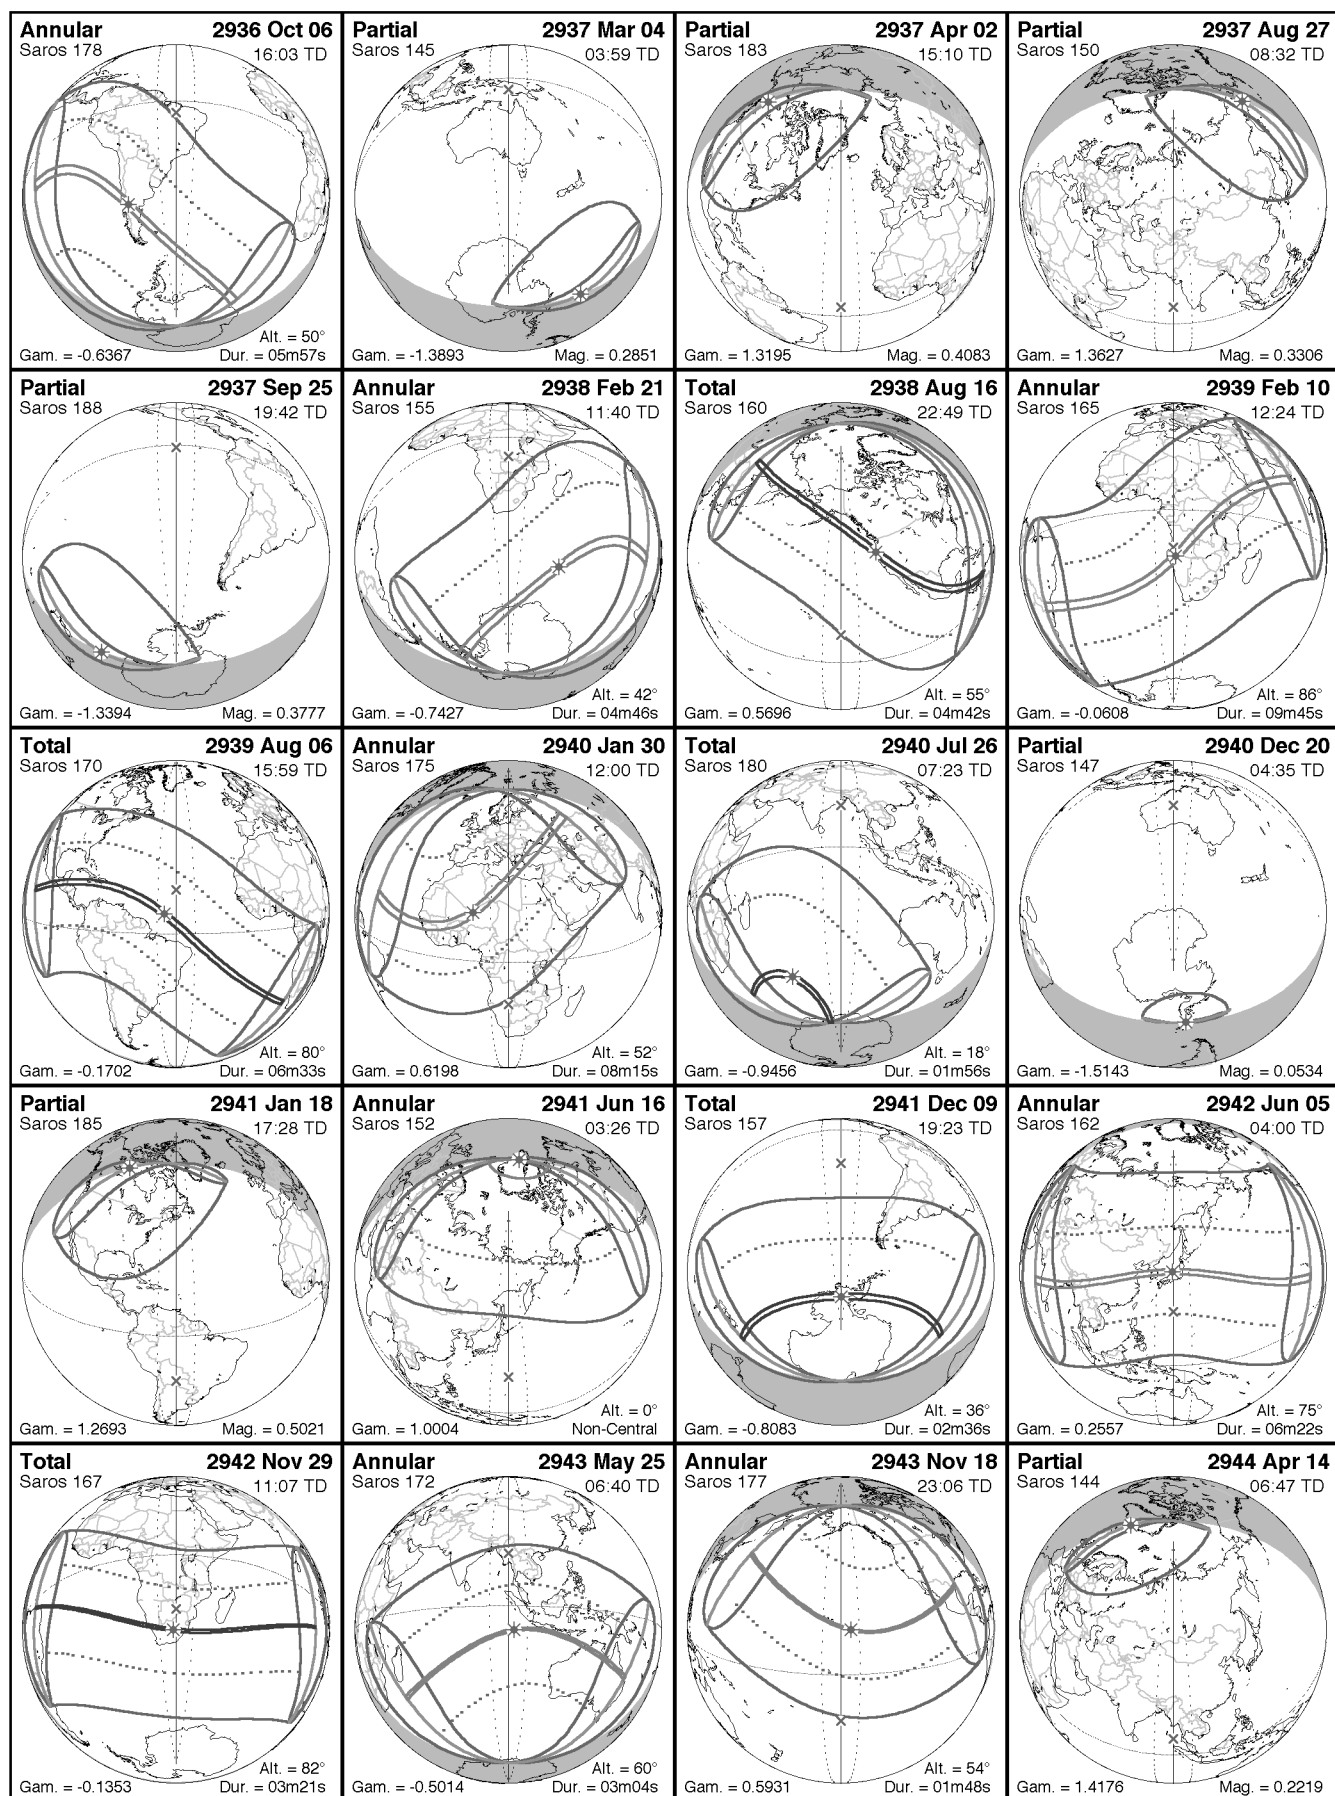 Annular 2936 Oct 06
Saros 178 16:03 TD
Alt. = 50°
Gam. = -0.6367 Dur. = 05m57s
Partial 2937 Mar 04
Saros 145 03:59 TD
Gam. = -1.3893 Mag. = 0.2851
Partial 2937 Apr 02
Saros 183 15:10 TD
Gam. = 1.3195 Mag. = 0.4083
Partial 2937 Aug 27
Saros 150 08:32 TD
Gam. = 1.3627 Mag. = 0.3306
Partial 2937 Sep 25
Saros 188 19:42 TD
Gam. = -1.3394 Mag. = 0.3777
Annular 2938 Feb 21
Saros 155 11:40 TD
Alt. = 42°
Gam. = -0.7427 Dur. = 04m46s
Total 2938 Aug 16
Saros 160 22:49 TD
Alt. = 55°
Gam. = 0.5696 Dur. = 04m42s
Annular 2939 Feb 10
Saros 165 12:24 TD
Alt. = 86°
Gam. = -0.0608 Dur. = 09m45s
Total 2939 Aug 06
Saros 170 15:59 TD
Alt. = 80°
Gam. = -0.1702 Dur. = 06m33s
Annular 2940 Jan 30
Saros 175 12:00 TD
Alt. = 52°
Gam. = 0.6198 Dur. = 08m15s
Total 2940 Jul 26
Saros 180 07:23 TD
Alt. = 18°
Gam. = -0.9456 Dur. = 01m56s
Partial 2940 Dec 20
Saros 147 04:35 TD
Gam. = -1.5143 Mag. = 0.0534
Partial 2941 Jan 18
Saros 185 17:28 TD
Gam. = 1.2693 Mag. = 0.5021
Annular 2941 Jun 16
Saros 152 03:26 TD
Alt. = 0°
Gam. = 1.0004 Non-Central
Total 2941 Dec 09
Saros 157 19:23 TD
Alt. = 36°
Gam. = -0.8083 Dur. = 02m36s
Annular 2942 Jun 05
Saros 162 04:00 TD
Alt. = 75°
Gam. = 0.2557 Dur. = 06m22s
Total 2942 Nov 29
Saros 167 11:07 TD
Alt. = 82°
Gam. = -0.1353 Dur. = 03m21s
Annular 2943 May 25
Saros 172 06:40 TD
Alt. = 60°
Gam. = -0.5014 Dur. = 03m04s
Annular 2943 Nov 18
Saros 177 23:06 TD
Alt. = 54°
Gam. = 0.5931 Dur. = 01m48s
Partial 2944 Apr 14
Saros 144 06:47 TD
Gam. = 1.4176 Mag. = 0.2219